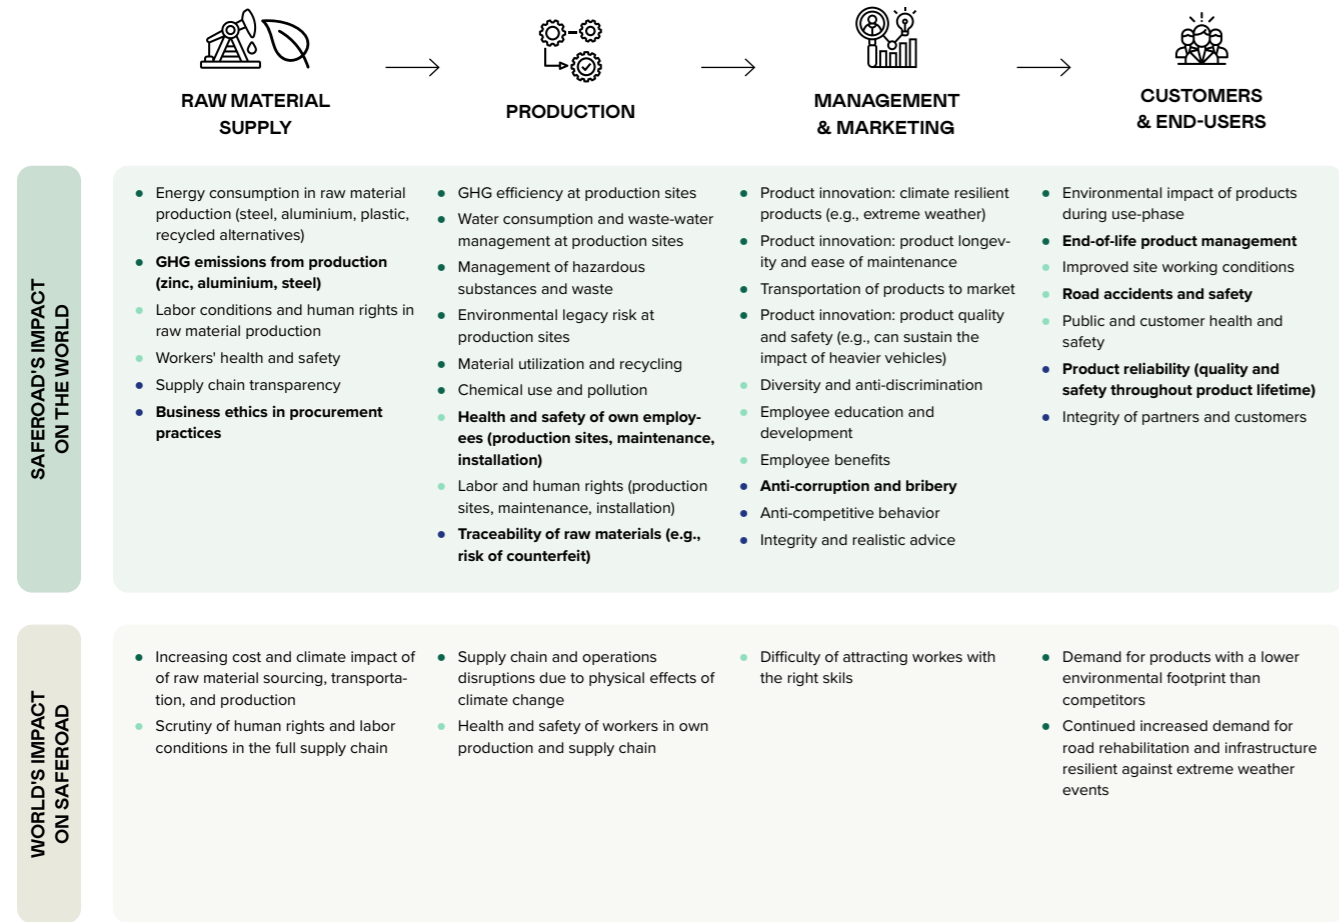 RAW MATERIAL
SUPPLY
PRODUCTION
MANAGEMENT
& MARKETING
CUSTOMERS
& END-USERS
SAFEROAD'S IMPACT
ON THE WORLD
Energy consumption in raw material
production (steel, aluminium, plastic,
recycled alternatives)
GHG emissions from production
(zinc, aluminium, steel)
Labor conditions and human rights in
raw material production
Workers' health and safety
Supply chain transparency
Business ethics in procurement
practices
GHG efficiency at production sites
Water consumption and waste-water
management at production sites
Management of hazardous
substances and waste
Environmental legacy risk at
production sites
Material utilization and recycling
Chemical use and pollution
Health and safety of own employ-
ees (production sites, maintenance,
installation)
Labor and human rights (production
sites, maintenance, installation)
Traceability of raw materials (e.g.,
risk of counterfeit)
Product innovation: climate resilient
products (e.g., extreme weather)
Product innovation: product longev-
ity and ease of maintenance
Transportation of products to market
Product innovation: product quality
and safety (e.g., can sustain the
impact of heavier vehicles)
Diversity and anti-discrimination
Employee education and
development
Employee benefits
Anti-corruption and bribery
Anti-competitive behavior
Integrity and realistic advice
Environmental impact of products
during use-phase
End-of-life product management
Improved site working conditions
Road accidents and safety
Public and customer health and
safety
Product reliability (quality and
safety throughout product lifetime)
Integrity of partners and customers
WORLD'S IMPACT
ON SAFEROAD
Increasing cost and climate impact of
of raw material sourcing, transporta-
tion, and production
Scrutiny of human rights and labor
conditions in the full supply chain
Supply chain and operations
disruptions due to physical effects of
climate change
Health and safety of workers in own
production and supply chain
Difficulty of attracting workes with
the right skils
Demand for products with a lower
environmental footprint than
competitors
Continued increased demand for
road rehabilitation and infrastructure
resilient against extreme weather
events